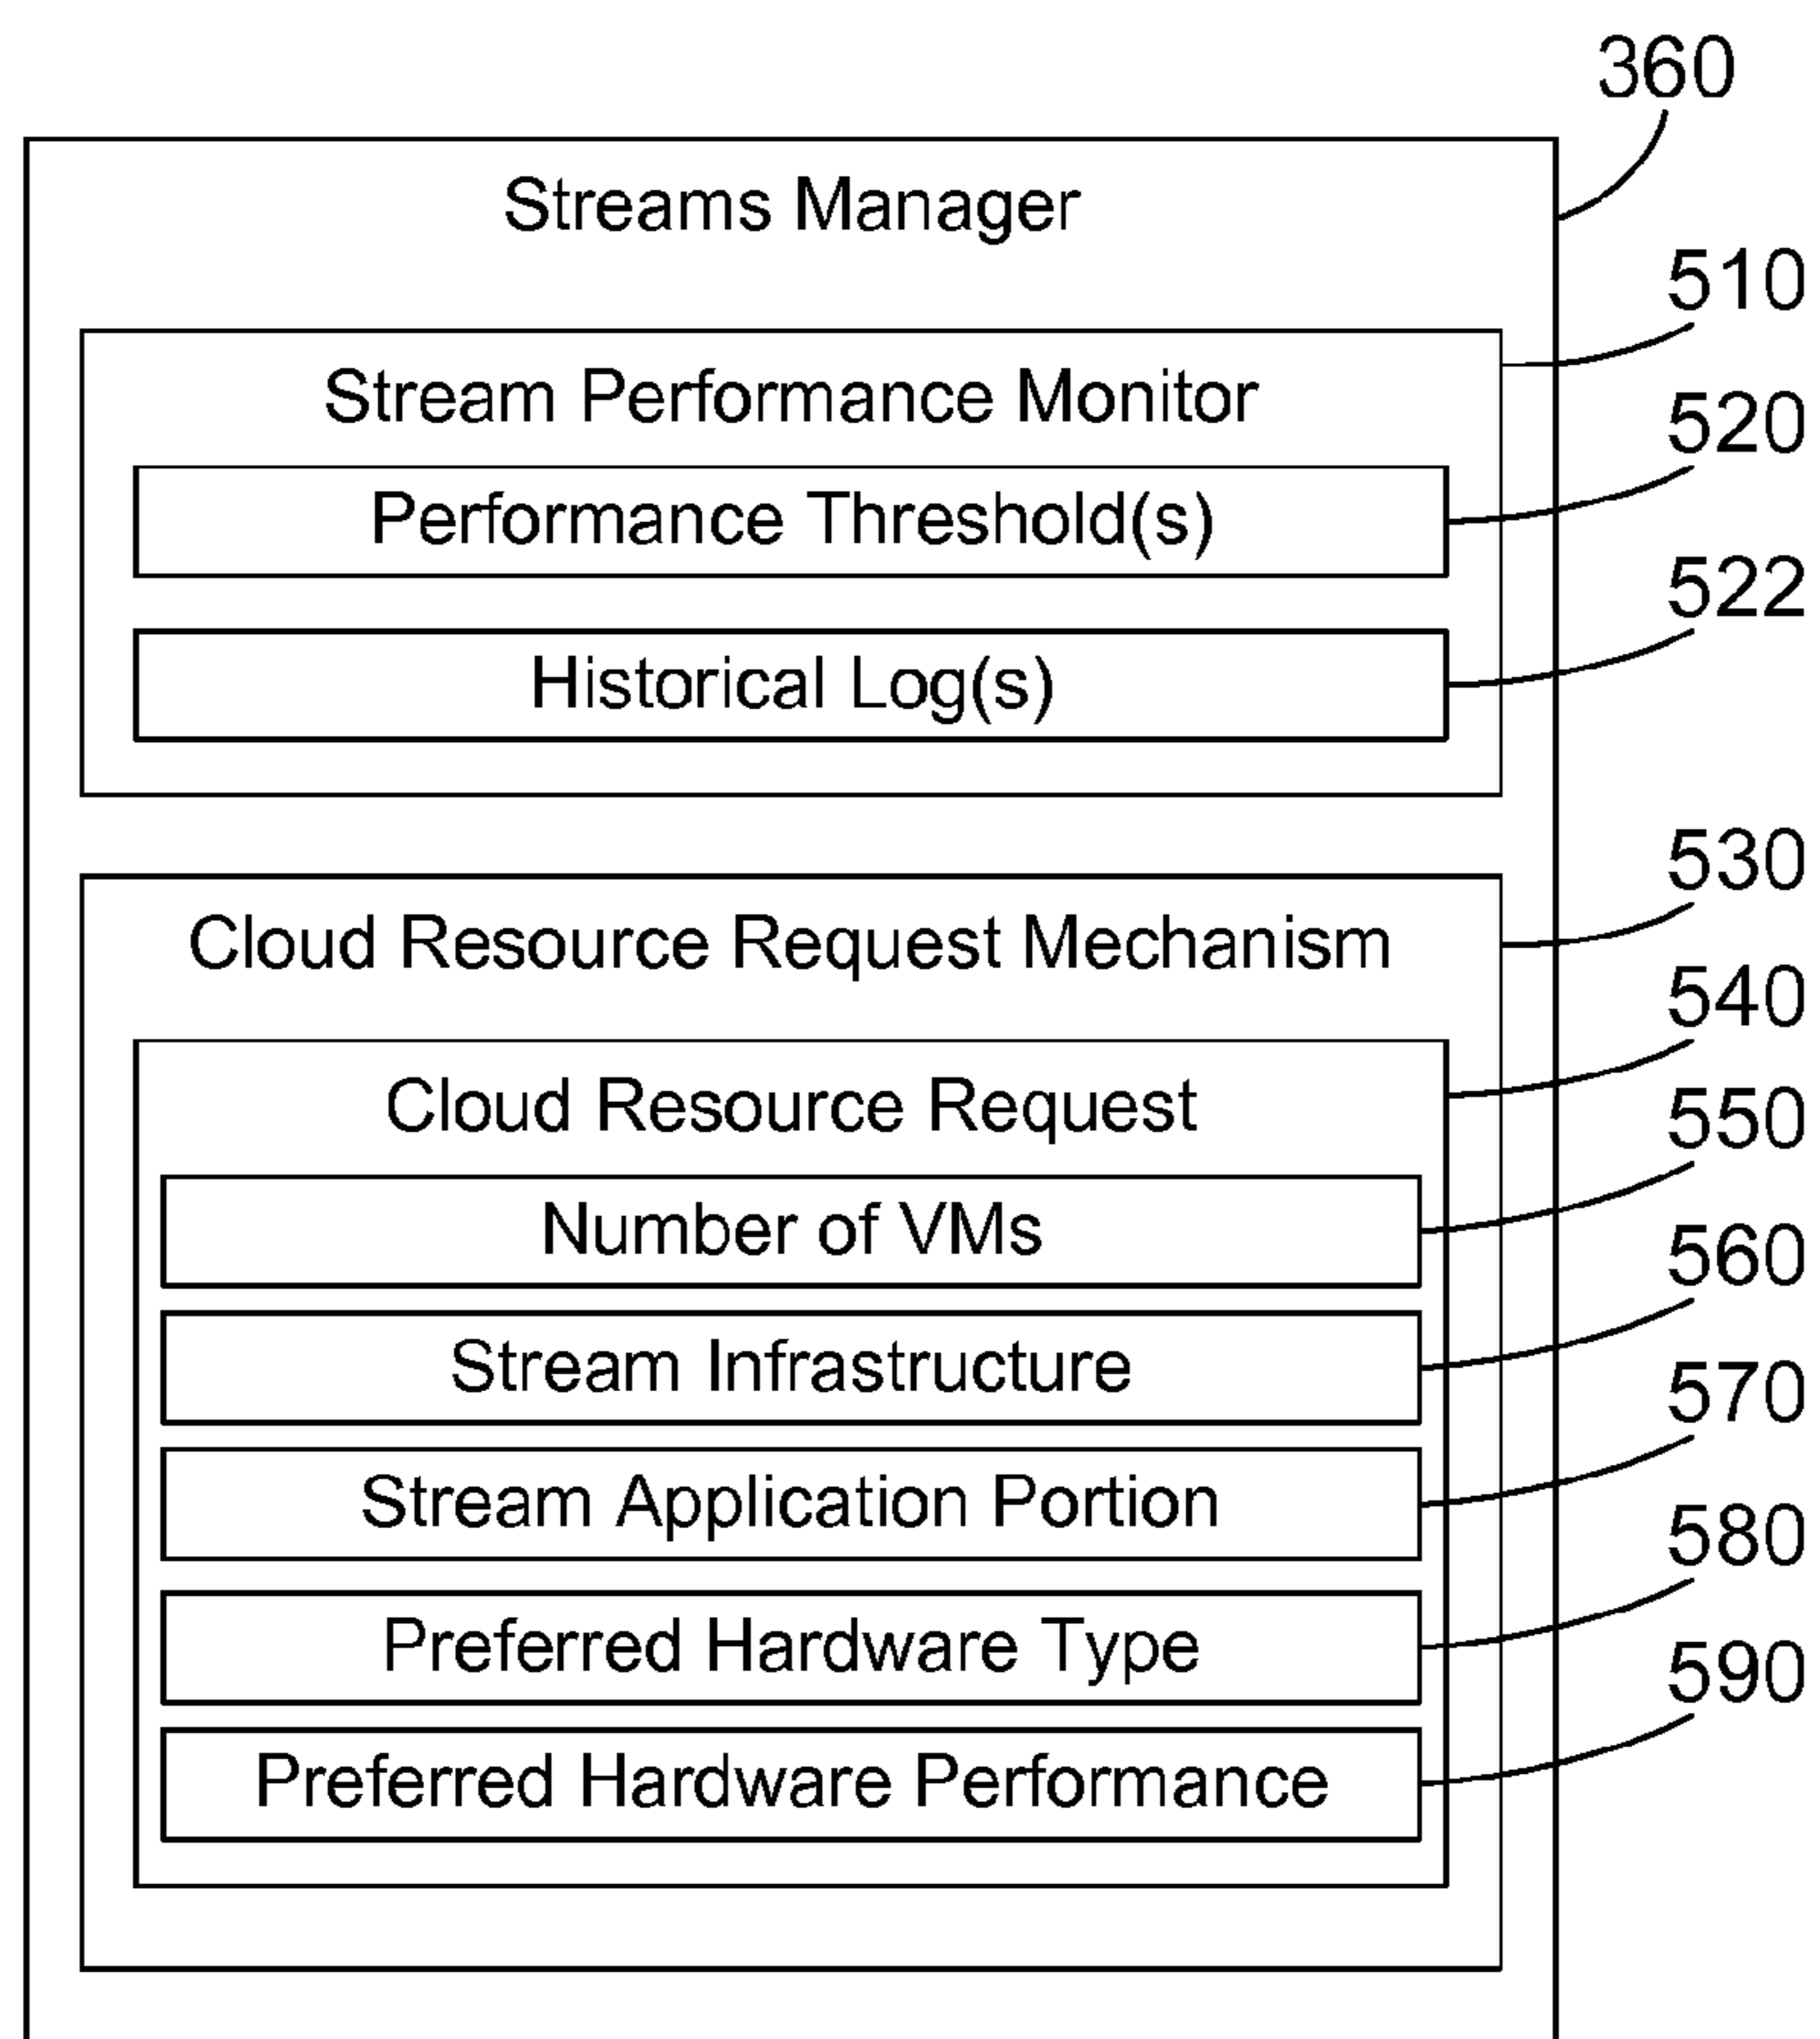 360
Streams Manager
510
Stream Performance Monitor
520
Performance Threshold(s)
522
Historical Log(s)
530
Cloud Resource Request Mechanism
540
Cloud Resource Request
550
Number of VMs
560
Stream Infrastructure
570
Stream Application Portion
580
Preferred Hardware Type
590
Preferred Hardware Performance